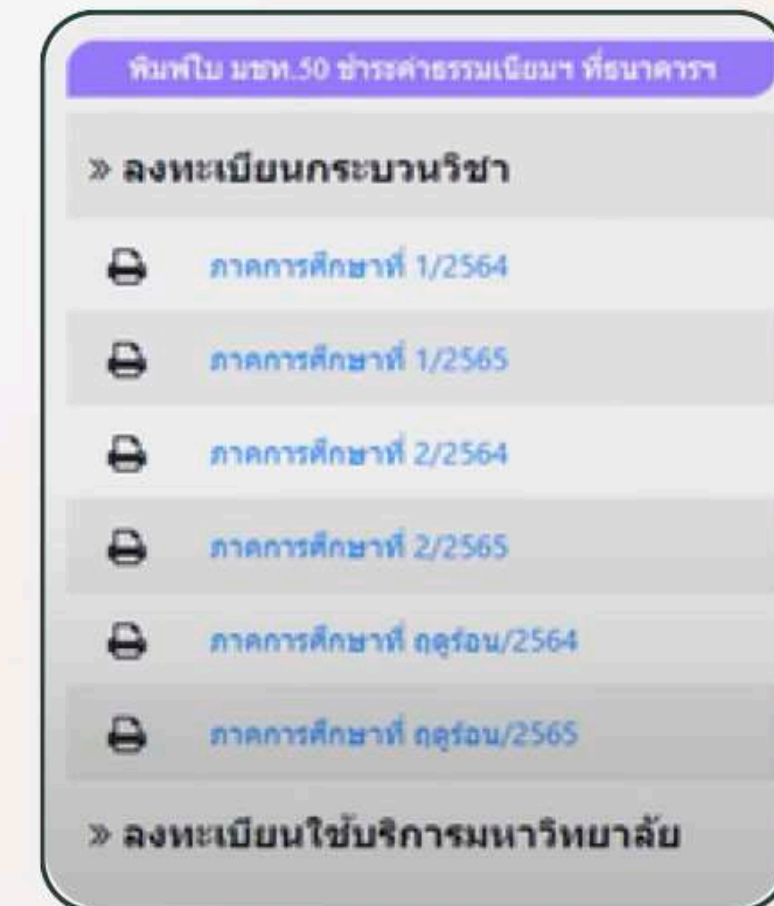 พิมพ์ใบ มชท.50 ชำระค่าธรรมเนียมฯ ที่ธนาคารฯ
» ลงทะเบียนกระบวนวิชา
ภาคการศึกษาที่ 1/2564
ภาคการศึกษาที่ 1/2565
ภาคการศึกษาที่ 2/2564
ภาคการศึกษาที่ 2/2565
ภาคการศึกษาที่ ฤดูร้อน/2564
ภาคการศึกษาที่ ฤดูร้อน/2565
» ลงทะเบียนใช้บริการมหาวิทยาลัย